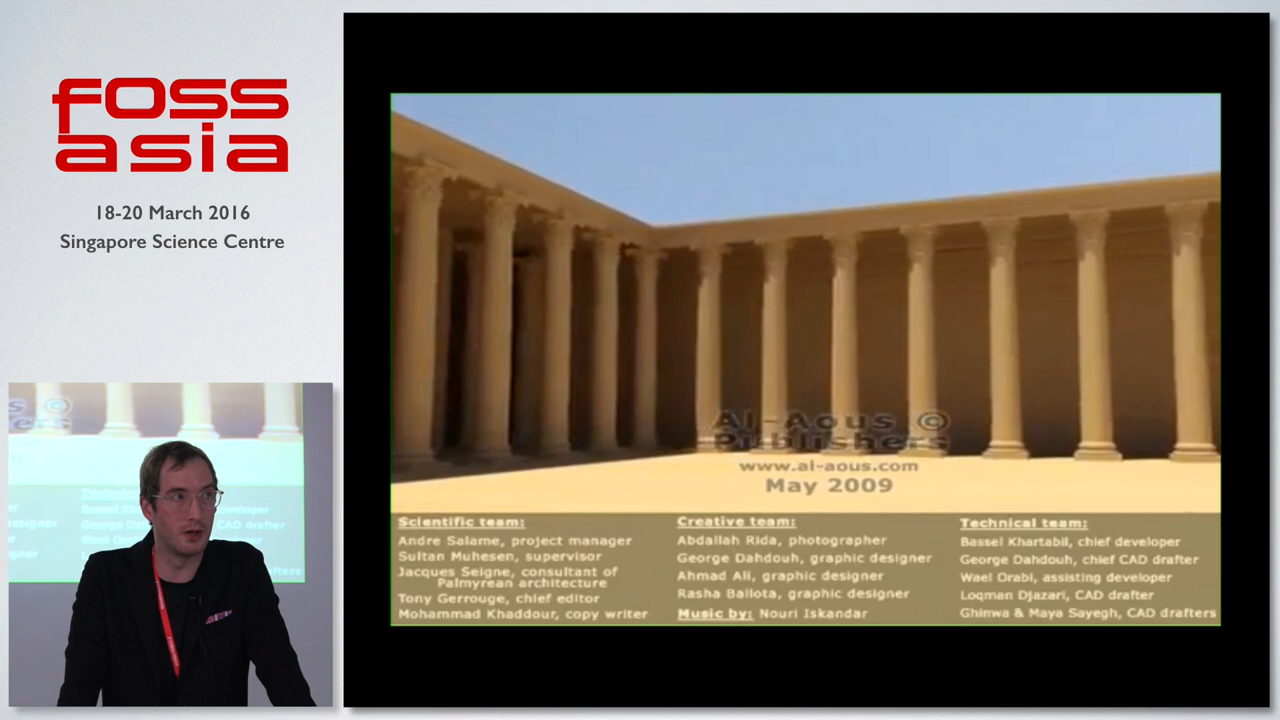 foss
asia
18-20 March 2016
Singapore Science Centre
Al-Aous ©
Publishers
www.al-aous.com
May 2009
Scientific team:
Andre Salame, project manager
Sultan Muhesen, supervisor
Jacques Seigne, consultant of
Palmyrean architecture
Tony Gerrouge, chief editor
Mohammad Khaddour, copy writer
Creative team:
Abdallah Rida, photographer
George Dahdouh, graphic designer
Ahmad Ali, graphic designer
Rasha Ballota, graphic designer
Music by: Nouri Iskandar
Technical team:
Bassel Khartabil, chief developer
George Dahdouh, chief CAD drafter
Wael Orabi, assisting developer
Loqman Djazari, CAD drafter
Ghinwa & Maya Sayegh, CAD drafters